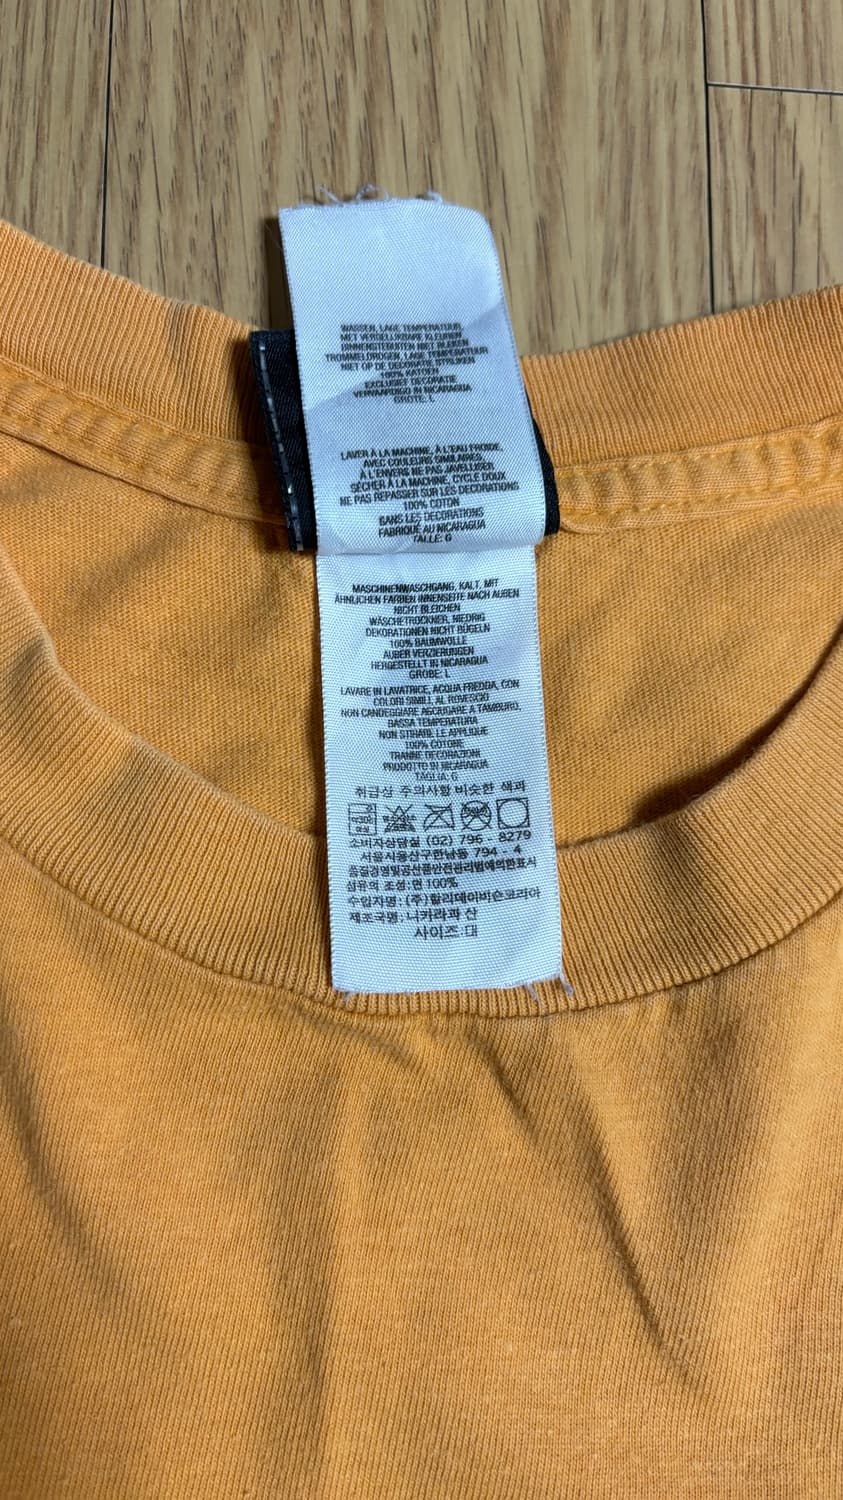 WASSEN, LAGE TEMPERATUUR
MET VERGELIJKBARE KLEUREN
BINNENSTEBUITEN NIET BLEKEN
TROMMELDROGEN, LAGE TEMPERATUUR
NIET OP DE DECORATIE STRIJKEN
100% KATOEN
EXCLUSIEF DECORATIE
VERVAARDIGD IN NICARAGUA
GROTE: L
LAVER À LA MACHINE, À L'EAU FROIDE,
AVEC COULEURS SIMILAIRES
À L'ENVERS NE PAS JAVELLISER
SÉCHER À LA MACHINE, CYCLE DOUX
NE PAS REPASSER SUR LES DECORATIONS
100% COTON
SANS LES DECORATIONS
FABRIQUÉ AU NICARAGUA
TALLE: G
MASCHINENWASCHGANG, KALT, MIT
ÄHNLICHEN FARBEN INNENSEITE NACH AUßEN
NICHT BLEICHEN
WÄSCHETROCKNER, NIEDRIG
DEKORATIONEN NICHT BÜGELN
100% BAUMWOLLE
AUßER VERZIERUNGEN
HERGESTELLT IN NICARAGUA
GROBE: L
LAVARE IN LAVATRICE, ACQUA FREDDA, CON
COLORI SIMILI, AL ROVESCIO
NON CANDEGGIARE ASCIUGARE A TAMBURO,
BASSA TEMPERATURA
NON STIRARE LE APPLIQUE
100% COTONE
TRANNE DECORAZIONI
PRODOTTO IN NICARAGUA
TAGLIA: G
취급상 주의사항 비슷한 색과
소비자상담실 (02) 796 - 8279
서울시용산구한남동 794 - 4
품질경영및공산품안전관리법에의한표시
섬유의 조성:면 100%
수입자명: (주)할리데이비슨코리아
제조국명: 니카라과 산
사이즈: 대